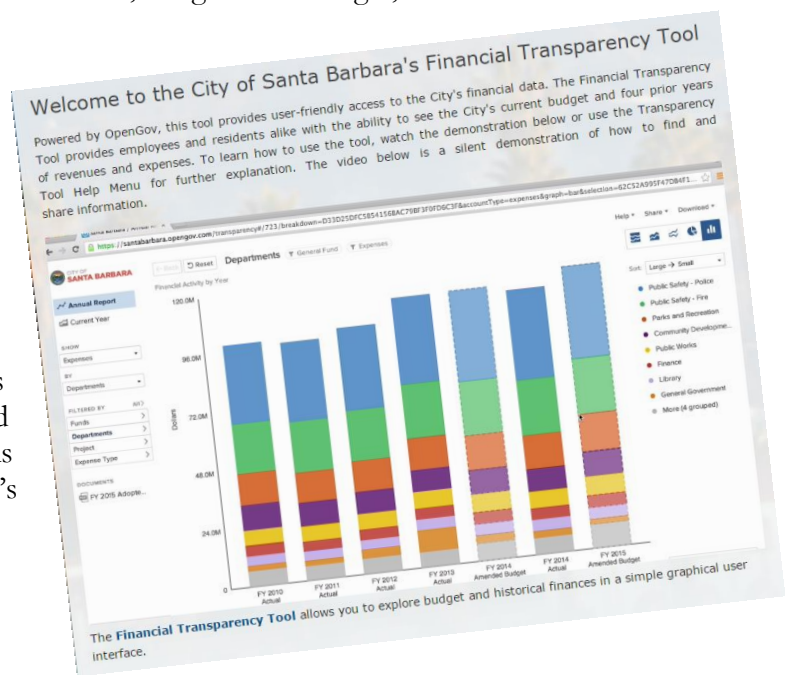 Welcome to the City of Santa Barbara's Financial Transparency Tool
Powered by OpenGov, this tool provides user-friendly access to the City's financial data. The Financial Transparency
Tool provides employees and residents alike with the ability to see the City's current budget and four prior years
of revenues and expenses. To learn how to use the tool, watch the demonstration below or use the Transparency
Tool Help Menu for further explanation. The video below is a silent demonstration of how to find and
share information.
Help Share Download
CITY OF
SANTA BARBARA
Reset
Departments
General Fund
Expenses
Annual Report
Current Year
SHOW
Expenses
BY
Departments
FILTERED BY
Funds
Departments
Project
Expense Type
DOCUMENTS
FY 2015 Adopte...
Financial Activity by Year
120.0M
96.0M
72.0M
48.0M
24.0M
0
Dollars
FY 2010
Actual
FY 2011
Actual
FY 2012
Actual
FY 2013
Actual
FY 2014
Amended Budget
FY 2014
Actual
FY 2015
Amended Budget
Sort: Large → Small
Public Safety - Police
Public Safety - Fire
Parks and Recreation
Community Developme...
Public Works
Finance
Library
General Government
More (4 grouped)
The Financial Transparency Tool allows you to explore budget and historical finances in a simple graphical user
interface.